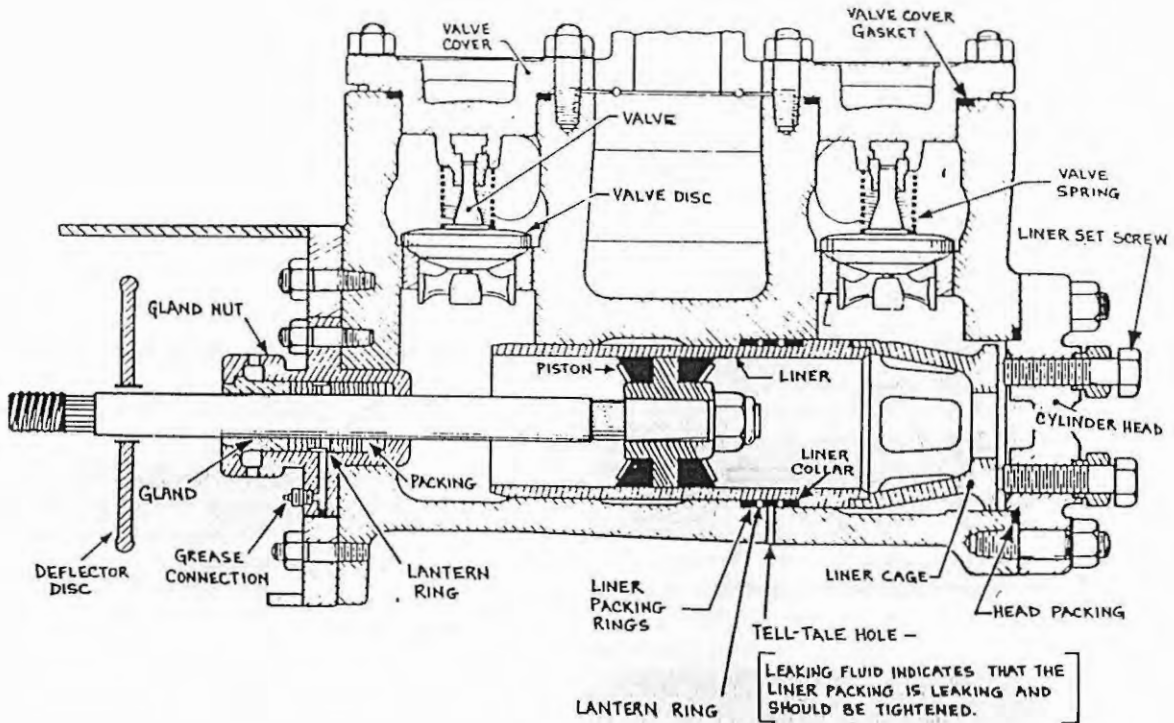 VALVE
COVER
VALVE COVER
GASKET
VALVE
VALVE DISC
VALVE
SPRING
LINER SET SCREW
GLAND NUT
PISTON
LINER
CYLINDER HEAD
LINER
COLLAR
GLAND
PACKING
GREASE
CONNECTION
DEFLECTOR
DISC
LANTERN
RING
LINER
PACKING
RINGS
LINER CAGE
HEAD PACKING
TELL-TALE HOLE –
LEAKING FLUID INDICATES THAT THE
LINER PACKING IS LEAKING AND
SHOULD BE TIGHTENED.
LANTERN RING